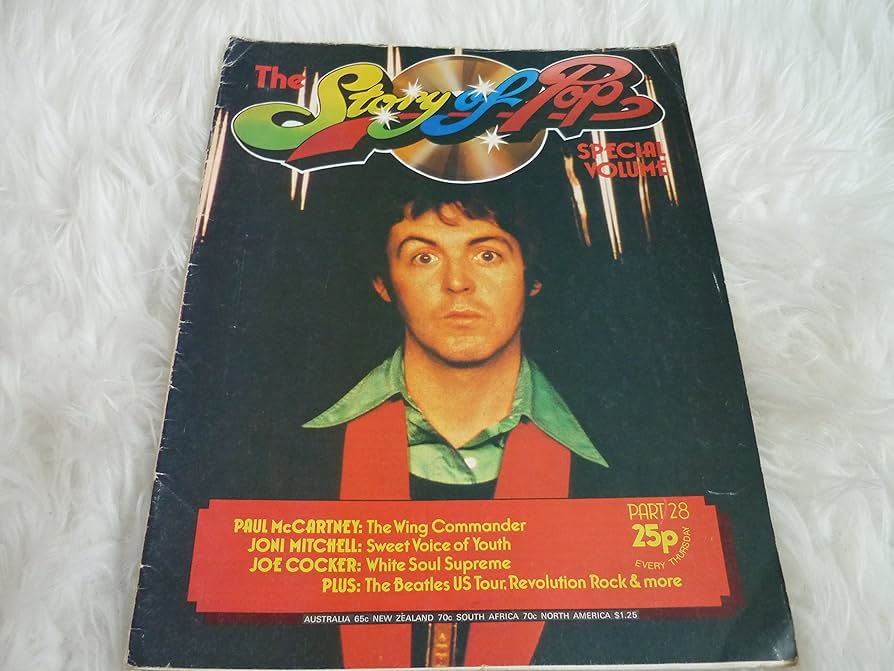 The Story of Pop
SPECIAL
VOLUME
PAUL McCARTNEY: The Wing Commander
JONI MITCHELL: Sweet Voice of Youth
JOE COCKER: White Soul Supreme
PLUS: The Beatles US Tour, Revolution Rock & more
PART 28
25p
EVERY THURSDAY
AUSTRALIA 65c NEW ZEALAND 70c SOUTH AFRICA 70c NORTH AMERICA $1.25